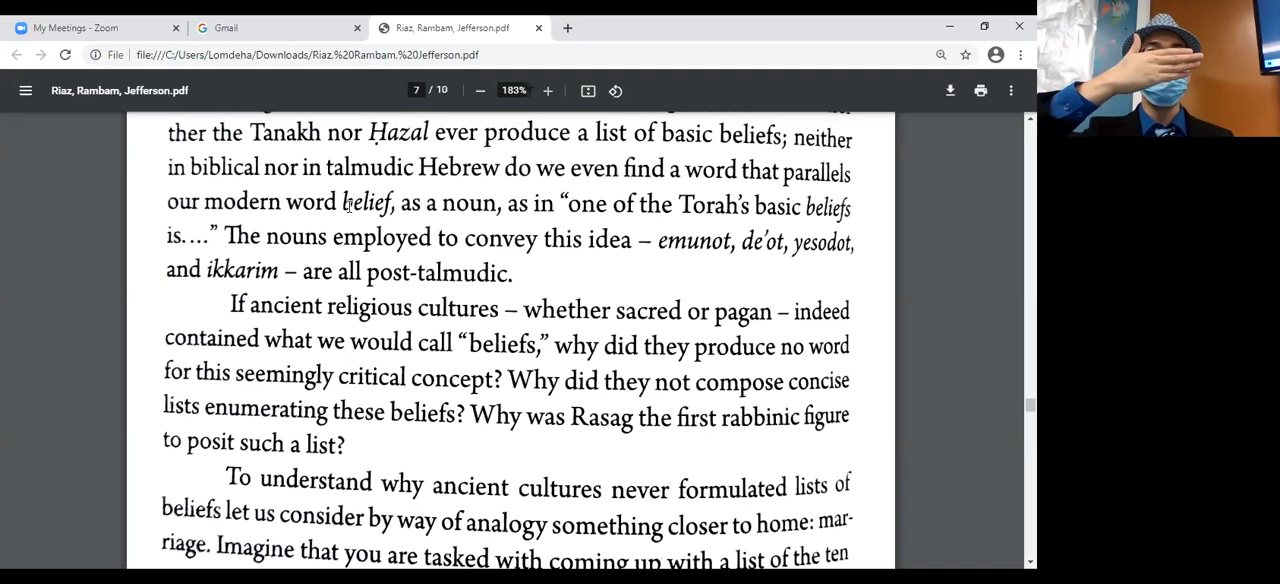 My Meetings - Zoom
Gmail
Riaz, Rambam, Jefferson.pdf
File file:///C:/Users/Lomdeha/Downloads/Riaz,%20Rambam,%20Jefferson.pdf
Riaz, Rambam, Jefferson.pdf
7 / 10
183%
ther the Tanakh nor Ḥazal ever produce a list of basic beliefs; neither
in biblical nor in talmudic Hebrew do we even find a word that parallels
our modern word belief, as a noun, as in “one of the Torah’s basic beliefs
is....” The nouns employed to convey this idea – emunot, de’ot, yesodot,
and ikkarim – are all post-talmudic.
If ancient religious cultures – whether sacred or pagan – indeed
contained what we would call “beliefs,” why did they produce no word
for this seemingly critical concept? Why did they not compose concise
lists enumerating these beliefs? Why was Rasag the first rabbinic figure
to posit such a list?
To understand why ancient cultures never formulated lists of
beliefs let us consider by way of analogy something closer to home: mar-
riage. Imagine that you are tasked with coming up with a list of the ten